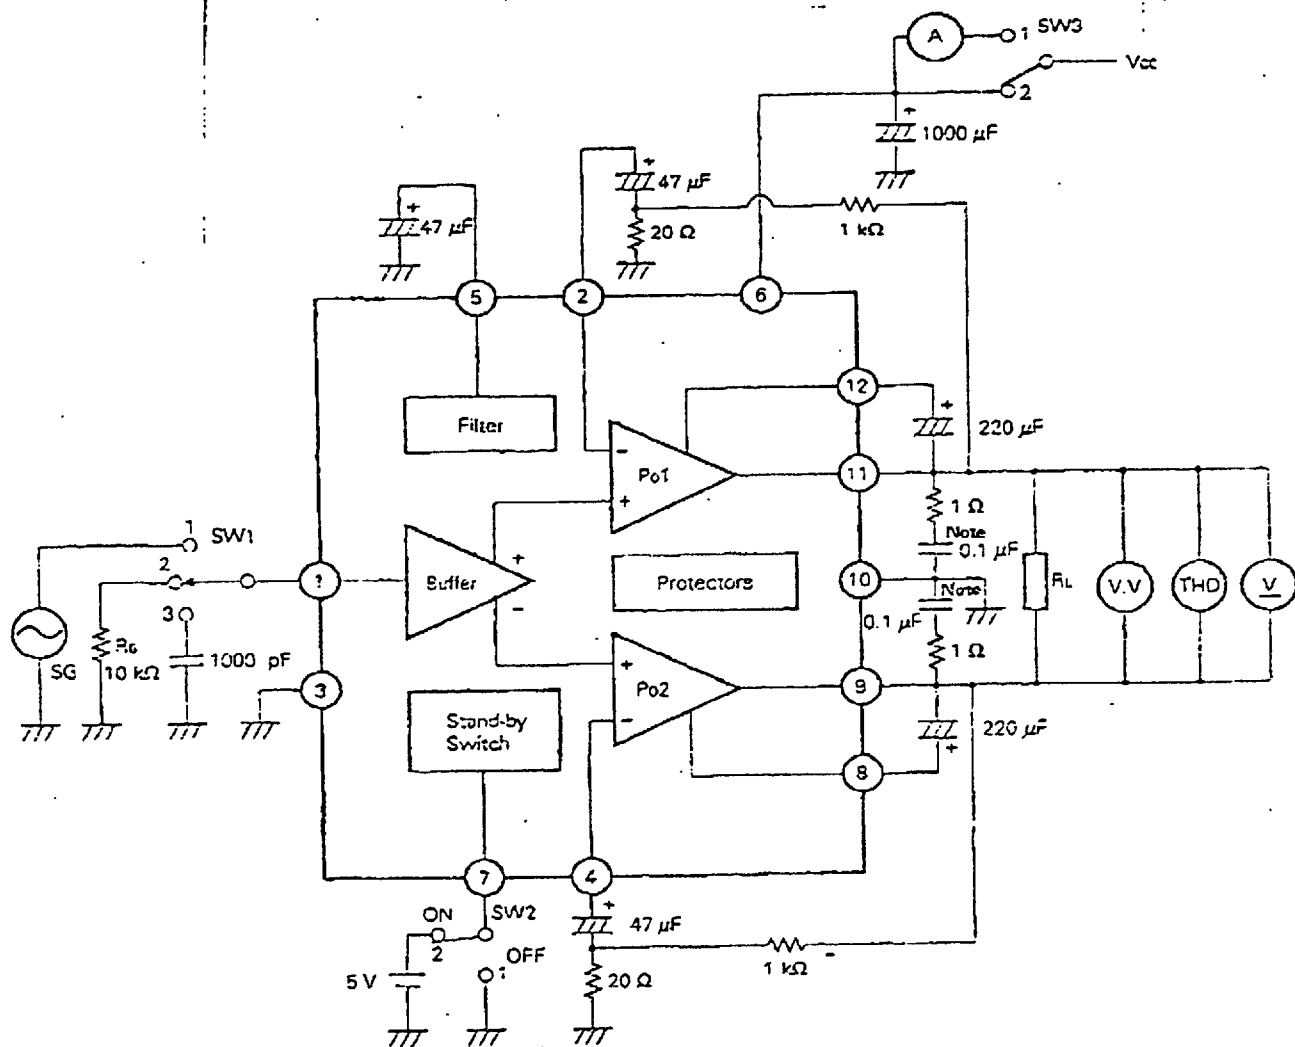 A
1 SW3
Vcc
2
+
1000 µF
+
47 µF
+
47 µF
20 Ω
1 kΩ
5
2
6
12
+
220 µF
Filter
−
Po1
+
11
1 Ω
Note
0.1 µF
1
SW1
2
3
SG
RG
10 kΩ
1000 pF
1
Buffer
+
−
Protectors
10
Note
0.1 µF
1 Ω
RL
V.V
THD
V
3
+
Po2
−
9
220 µF
+
8
Stand-by
Switch
7
4
ON
SW2
2
OFF
1
5 V
+
47 µF
20 Ω
1 kΩ